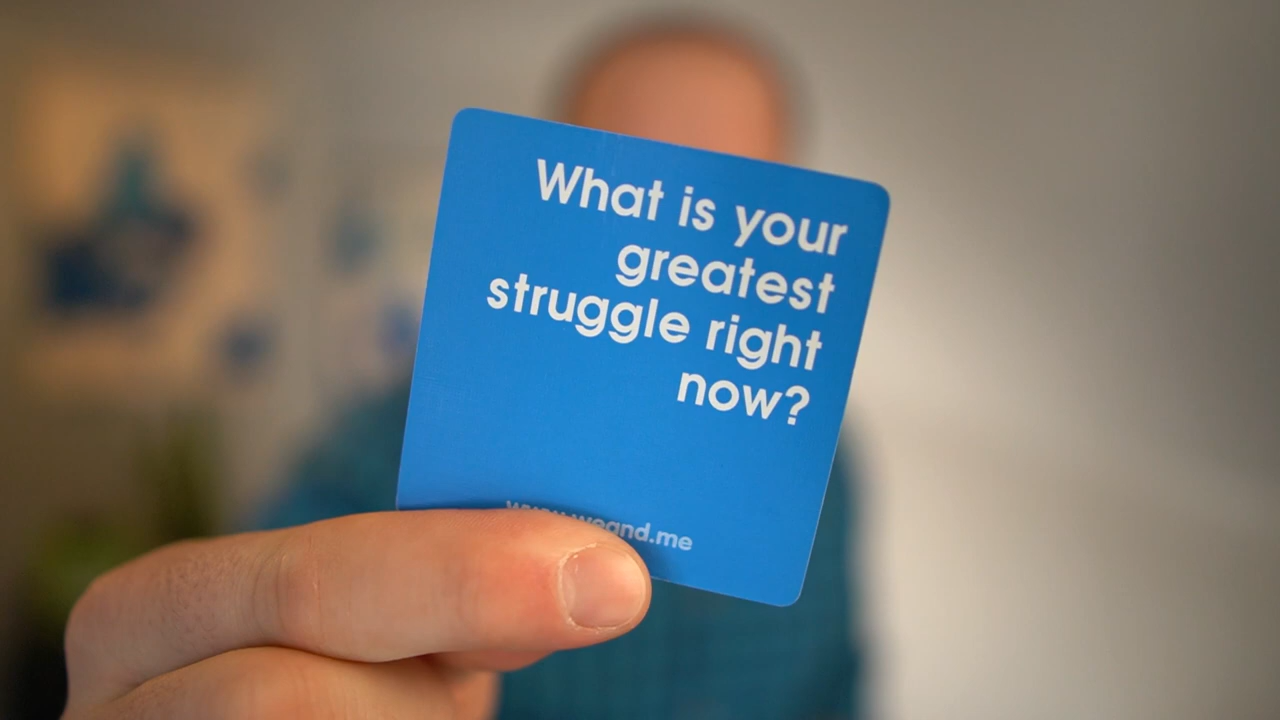 What is your
greatest
struggle right
now?
weand.me